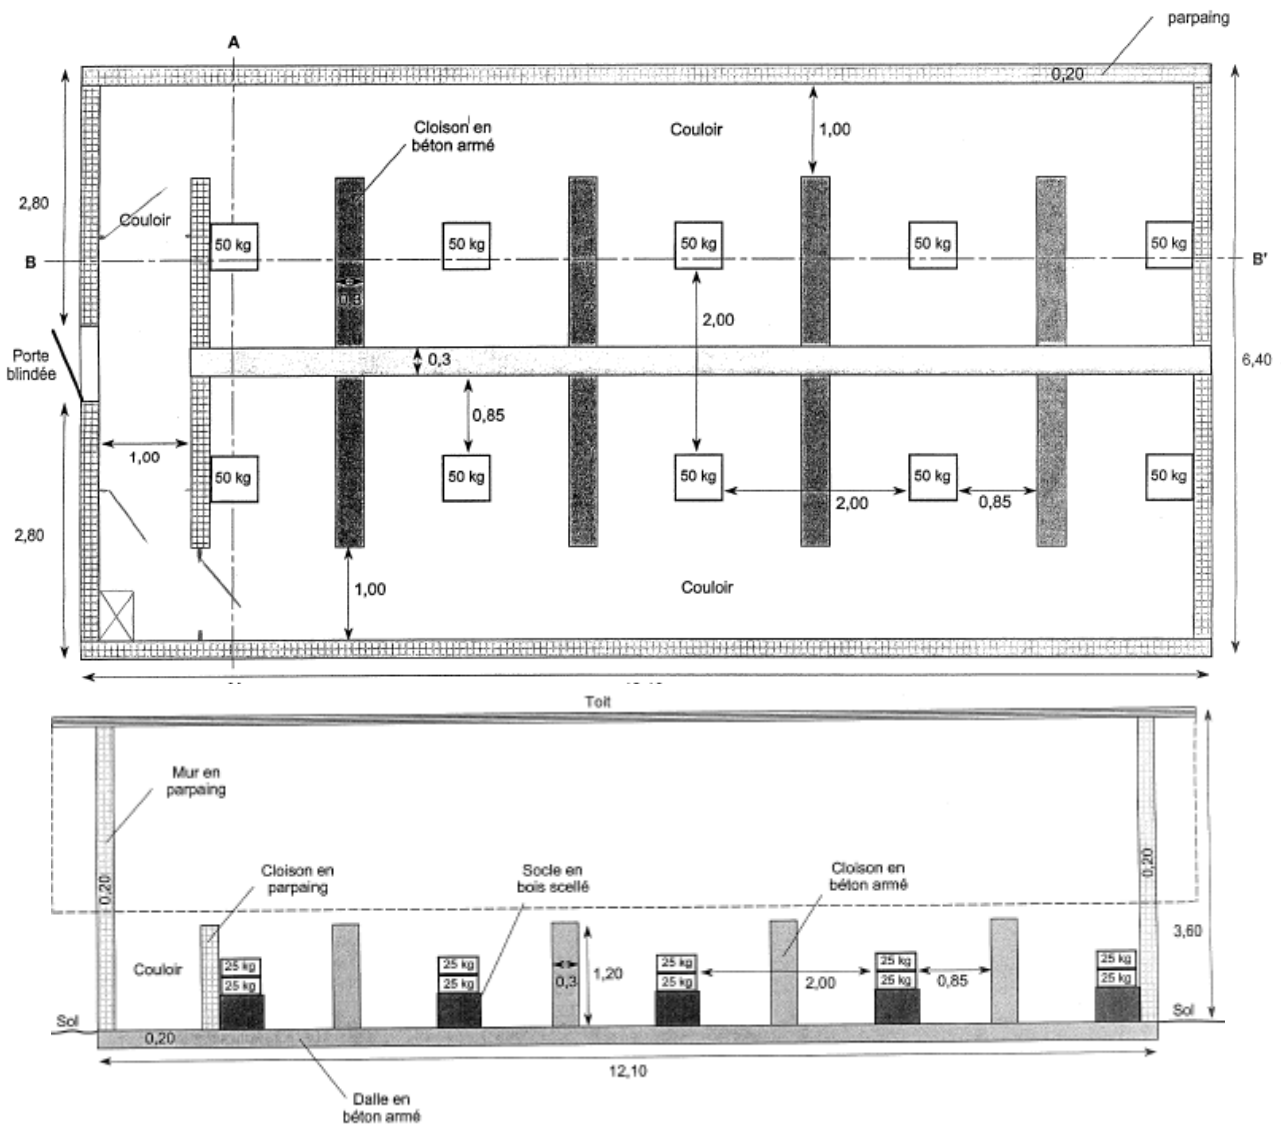 parpaing
A
0,20
Cloison en
béton armé
Couloir
1,00
2,80
Couloir
50 kg
50 kg
50 kg
50 kg
50 kg
B
B'
0,3
2,00
Porte
blindée
0,3
6,40
0,85
1,00
50 kg
50 kg
50 kg
50 kg
50 kg
2,00
0,85
2,80
1,00
Couloir
Toit
Mur en
parpaing
Cloison en
parpaing
Socle en
bois scellé
Cloison en
béton armé
0,20
0,20
3,60
Couloir
25 kg
25 kg
25 kg
25 kg
25 kg
25 kg
25 kg
25 kg
25 kg
25 kg
0,3
1,20
2,00
0,85
Sol
Sol
0,20
12,10
Dalle en
béton armé